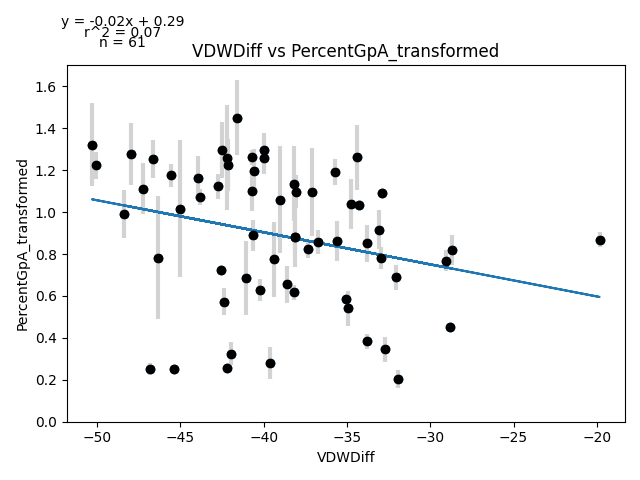 y = -0.02x + 0.29
r^2 = 0.07
n = 61
VDWDiff vs PercentGpA_transformed
1.6
1.4
1.2
1.0
0.8
0.6
0.4
0.2
0.0
PercentGpA_transformed
−50 −45 −40 −35 −30 −25 −20
VDWDiff